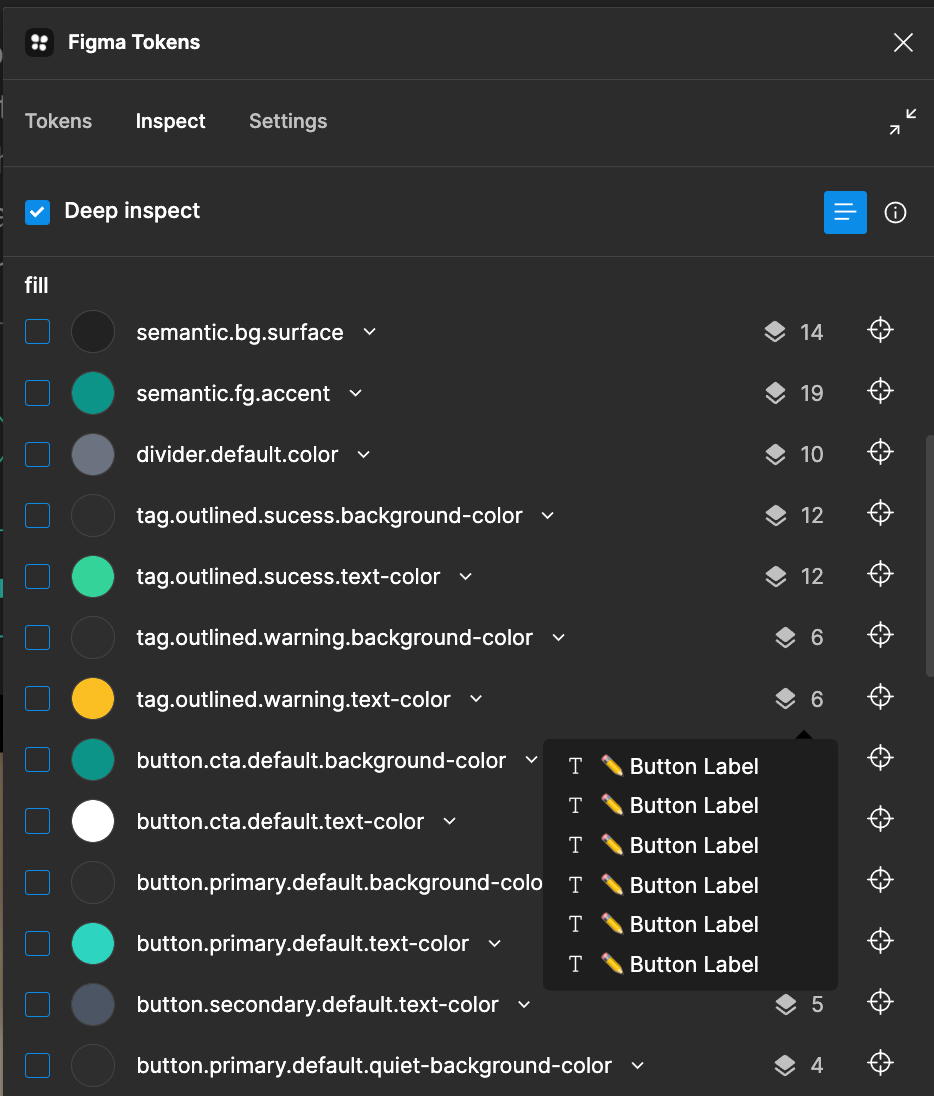 Figma Tokens
Tokens Inspect Settings
Deep inspect
fill
semantic.bg.surface 14
semantic.fg.accent 19
divider.default.color 10
tag.outlined.sucess.background-color 12
tag.outlined.sucess.text-color 12
tag.outlined.warning.background-color 6
tag.outlined.warning.text-color 6
button.cta.default.background-color
button.cta.default.text-color
button.primary.default.background-colo
button.primary.default.text-color
button.secondary.default.text-color 5
button.primary.default.quiet-background-color 4
T ✏️ Button Label
T ✏️ Button Label
T ✏️ Button Label
T ✏️ Button Label
T ✏️ Button Label
T ✏️ Button Label